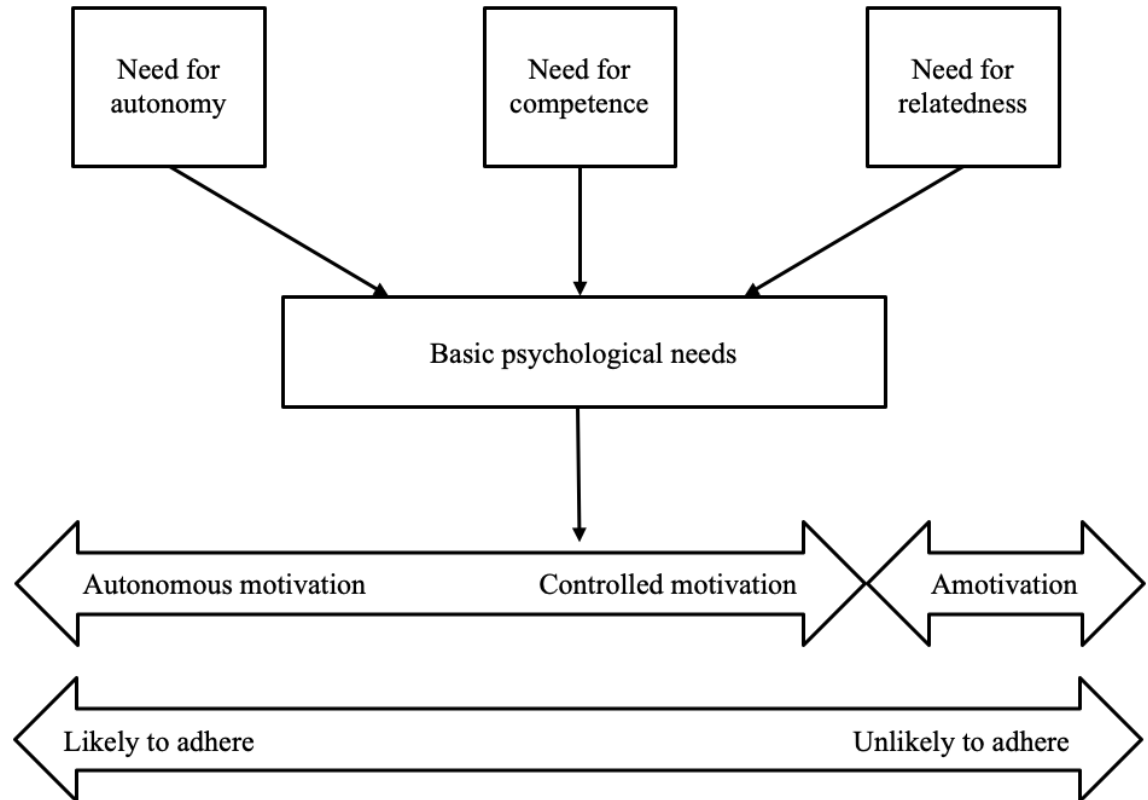 Need for
autonomy
Need for
competence
Need for
relatedness
Basic psychological needs
Autonomous motivation
Controlled motivation
Amotivation
Likely to adhere
Unlikely to adhere